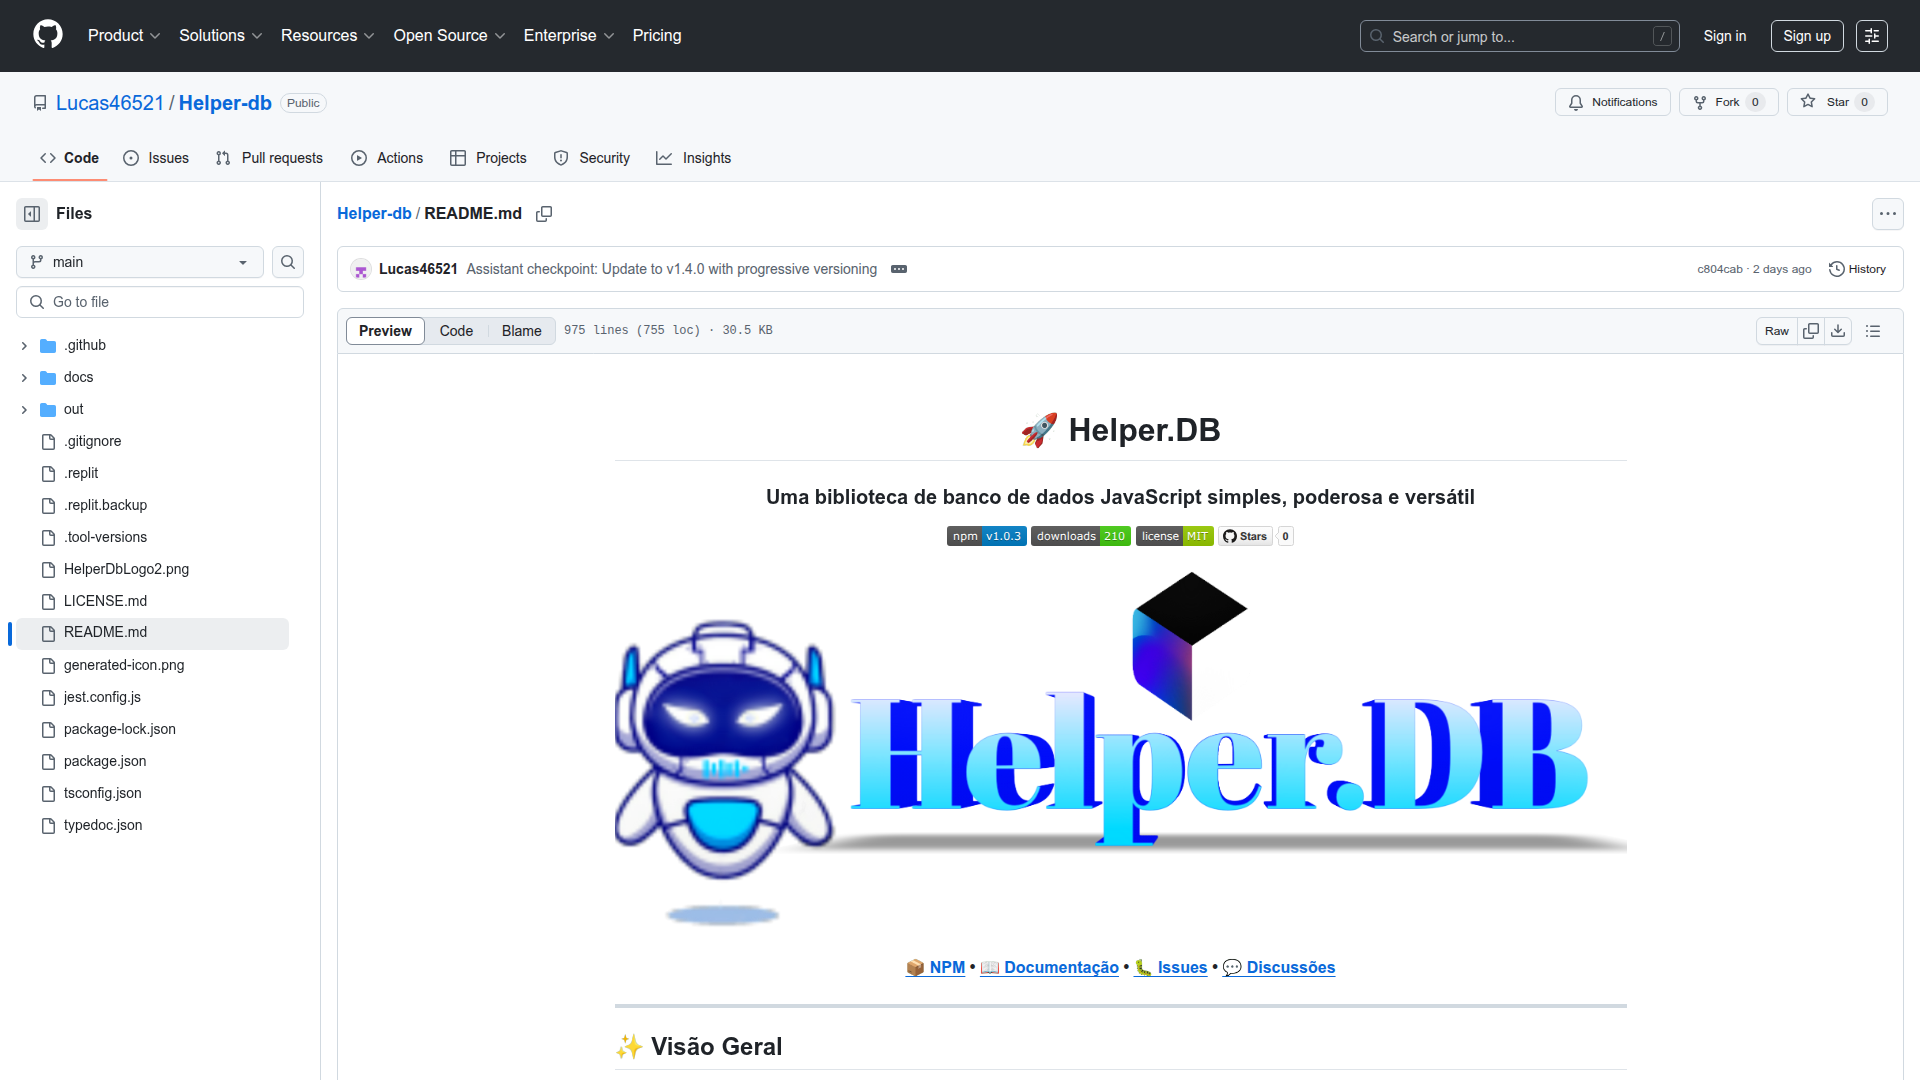 Product Solutions Resources Open Source Enterprise Pricing Search or jump to... / Sign in Sign up
Lucas46521 / Helper-db Public Notifications Fork 0 Star 0
Code Issues Pull requests Actions Projects Security Insights
Files
main
Go to file
.github
docs
out
.gitignore
.replit
.replit.backup
.tool-versions
HelperDbLogo2.png
LICENSE.md
README.md
generated-icon.png
jest.config.js
package-lock.json
package.json
tsconfig.json
typedoc.json
Helper-db / README.md
Lucas46521 Assistant checkpoint: Update to v1.4.0 with progressive versioning c804cab · 2 days ago History
Preview Code Blame 975 lines (755 loc) · 30.5 KB Raw
🚀 Helper.DB
Uma biblioteca de banco de dados JavaScript simples, poderosa e versátil
npm v1.0.3 downloads 210 license MIT Stars 0
Helper.DB
📦 NPM • 📖 Documentação • 🐛 Issues • 💬 Discussões
✨ Visão Geral